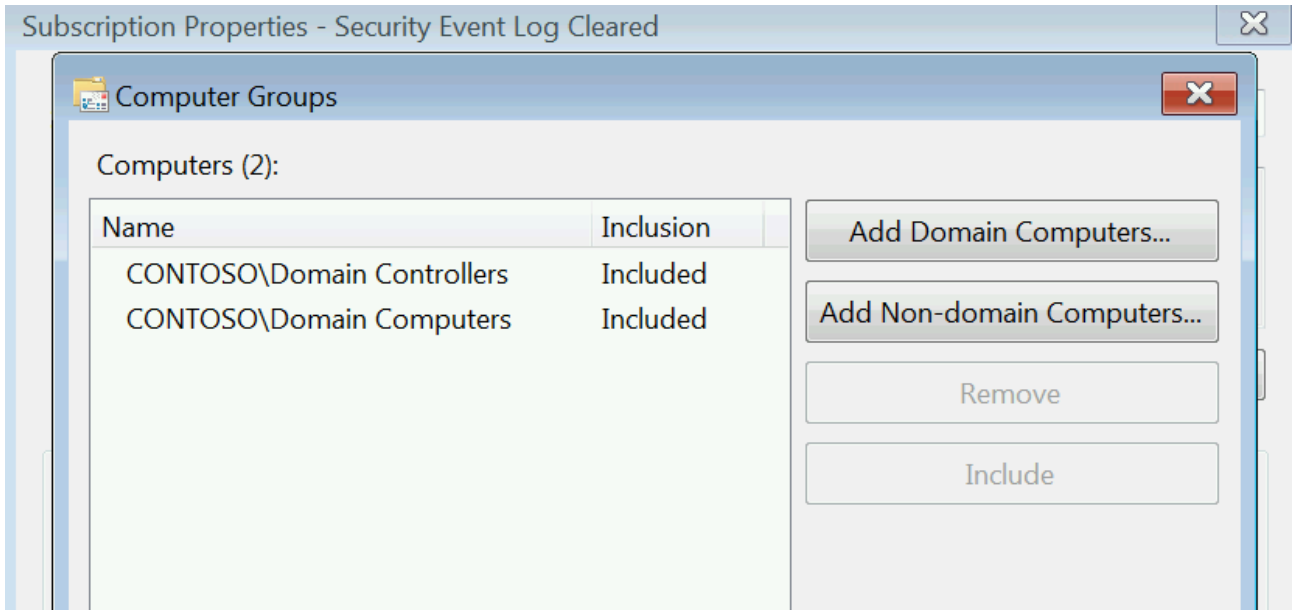 Subscription Properties - Security Event Log Cleared
Computer Groups
Computers (2):
Name Inclusion
CONTOSO\Domain Controllers Included
CONTOSO\Domain Computers Included
Add Domain Computers...
Add Non-domain Computers...
Remove
Include